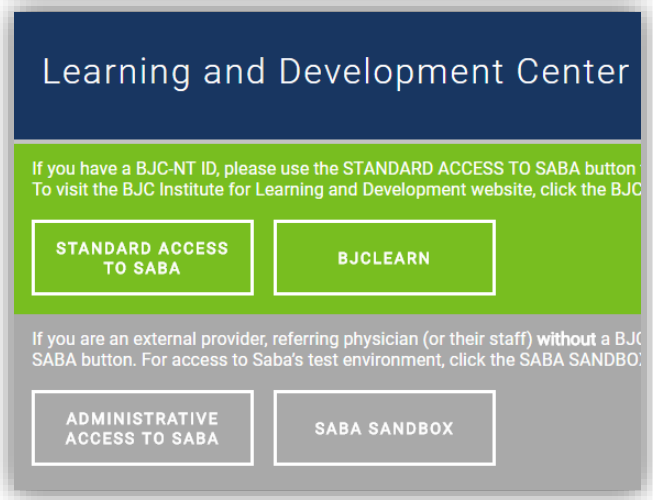 Learning and Development Center
If you have a BJC-NT ID, please use the STANDARD ACCESS TO SABA button
To visit the BJC Institute for Learning and Development website, click the BJC
STANDARD ACCESS
TO SABA
BJCLEARN
If you are an external provider, referring physician (or their staff) without a BJC
SABA button. For access to Saba's test environment, click the SABA SANDBOX
ADMINISTRATIVE
ACCESS TO SABA
SABA SANDBOX